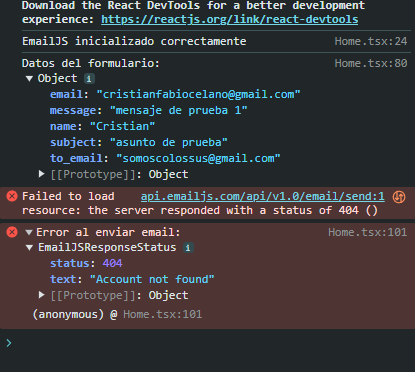 Download the React DevTools for a better development
experience: https://reactjs.org/link/react-devtools
EmailJS inicializado correctamente Home.tsx:24
Datos del formulario: Home.tsx:80
Object i
email: "cristianfabiocelano@gmail.com"
message: "mensaje de prueba 1"
name: "Cristian"
subject: "asunto de prueba"
to_email: "somoscolossus@gmail.com"
[[Prototype]]: Object
Failed to load api.emailjs.com/api/v1.0/email/send:1
resource: the server responded with a status of 404 ()
Error al enviar email: Home.tsx:101
EmailJSResponseStatus i
status: 404
text: "Account not found"
[[Prototype]]: Object
(anonymous) @ Home.tsx:101